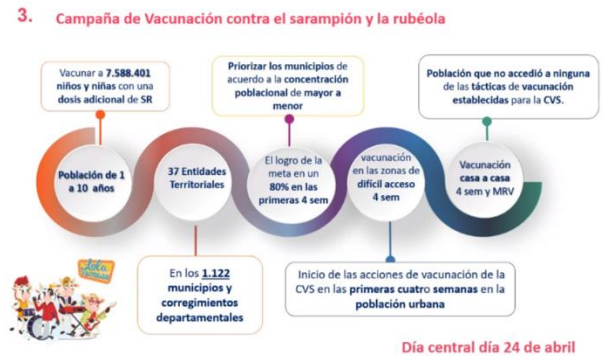 3. Campaña de Vacunación contra el sarampión y la rubéola
Vacunar a 7.588.401
niños y niñas con una
dosis adicional de SR
Priorizar los municipios de
acuerdo a la concentración
poblacional de mayor a
menor
Población que no accedió a ninguna
de las tácticas de vacunación
establecidas para la CVS.
Población de 1
a 10 años
37 Entidades
Territoriales
El logro de la
meta en un
80% en las
primeras 4 sem
vacunación
en las zonas de
difícil acceso
4 sem
Vacunación
casa a casa
4 sem y MRV
En los 1.122
municipios y
corregimientos
departamentales
Inicio de las acciones de vacunación de la
CVS en las primeras cuatro semanas en la
población urbana
Día central día 24 de abril